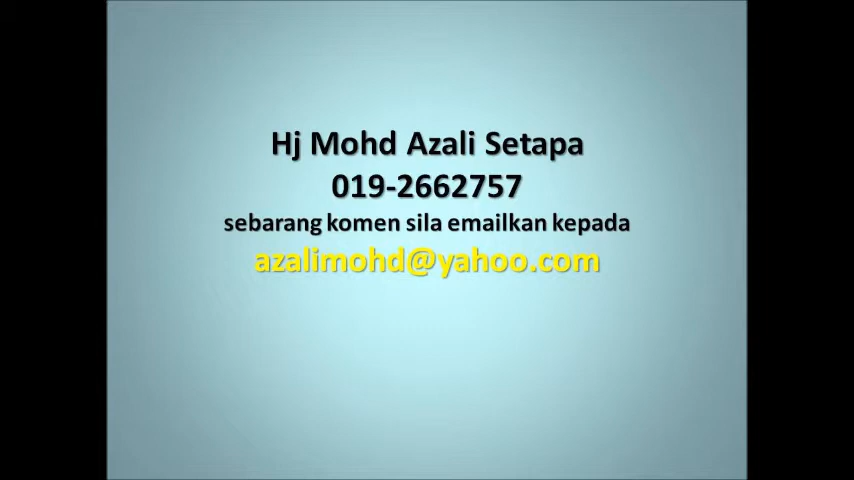 Hj Mohd Azali Setapa
019-2662757
sebarang komen sila emailkan kepada
azalimohd@yahoo.com